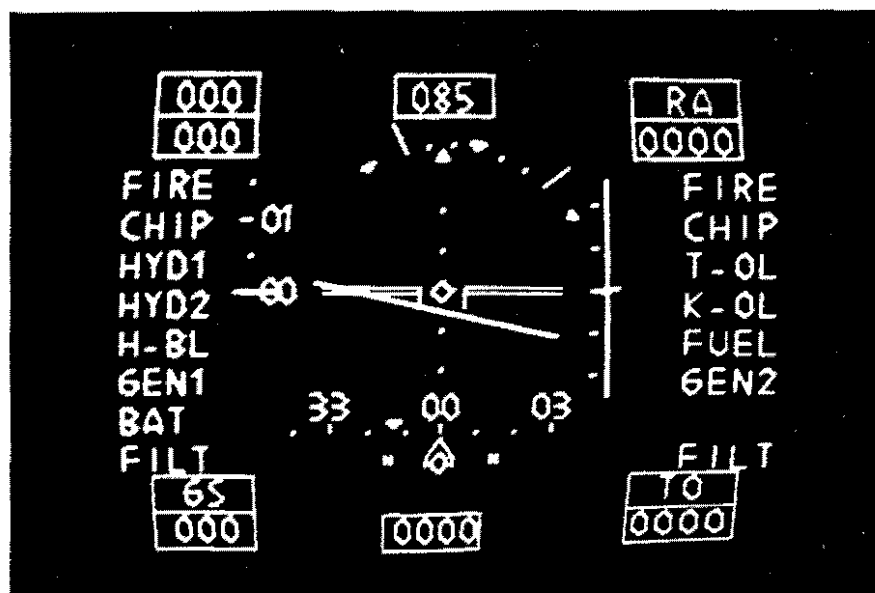 000
000
085
RA
0000
FIRE
CHIP
HYD1
HYD2
H-BL
GEN1
BAT
FILT
01
00
33 00 03
FIRE
CHIP
T-OL
K-OL
FUEL
GEN2
FILT
GS
000
0000
TO
0000